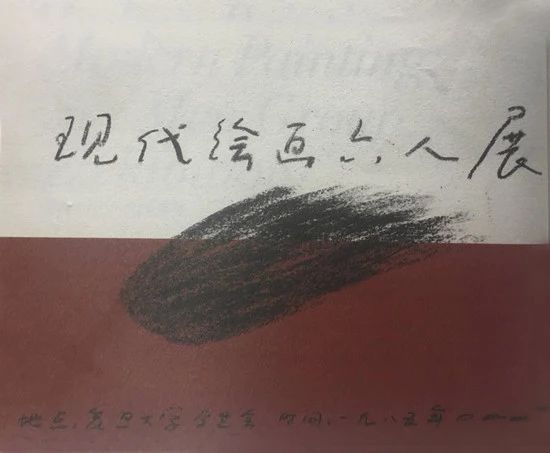 现代绘画六人展
地点:复旦大学学生会 时间:一九八五年